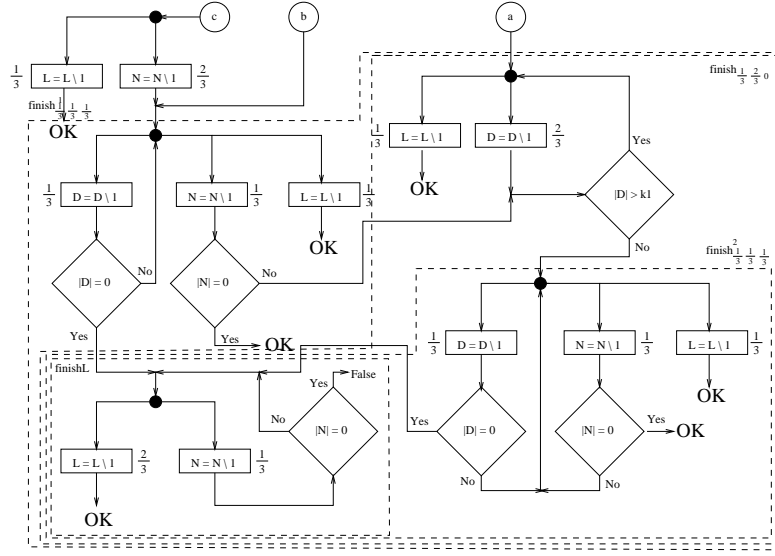 c
b
a
1/3
L = L \ 1
N = N \ 1
2/3
finish 1/3 2/3 0
finish 1 1/3 1/3 1/3
OK
1/3
L = L \ 1
D = D \ 1
2/3
Yes
OK
|D| > k1
No
1/3
D = D \ 1
N = N \ 1
1/3
L = L \ 1
1/3
OK
|D| = 0
No
|N| = 0
No
Yes
Yes
OK
finish 2 1/3 1/3 1/3
1/3
D = D \ 1
N = N \ 1
1/3
L = L \ 1
1/3
OK
|D| = 0
Yes
No
|N| = 0
Yes
OK
No
finishL
Yes
False
No
|N| = 0
L = L \ 1
2/3
N = N \ 1
1/3
OK